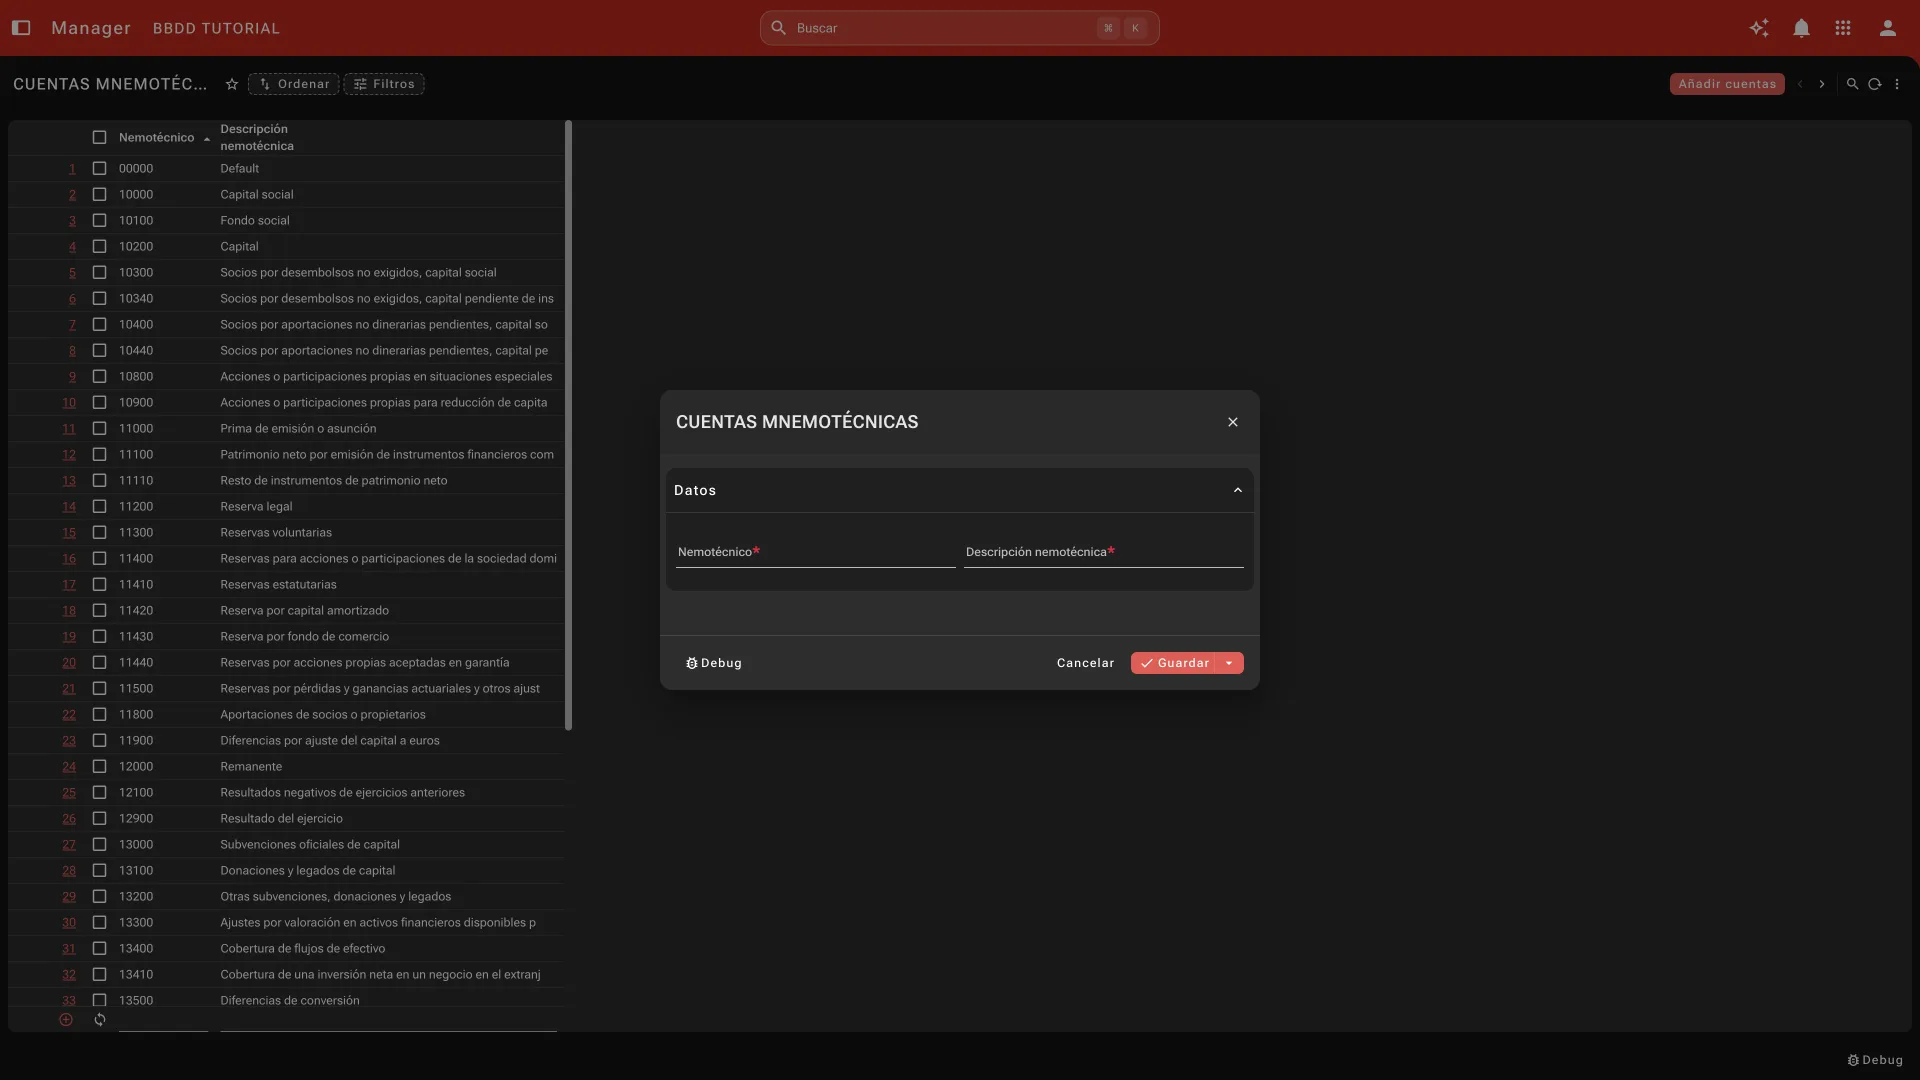 Manager BBDD TUTORIAL
Buscar ⌘ K
CUENTAS MNEMOTÉC... Ordenar Filtros Añadir cuentas
Nemotécnico Descripción nemotécnica
1 00000 Default
2 10000 Capital social
3 10100 Fondo social
4 10200 Capital
5 10300 Socios por desembolsos no exigidos, capital social
6 10340 Socios por desembolsos no exigidos, capital pendiente de ins
7 10400 Socios por aportaciones no dinerarias pendientes, capital so
8 10440 Socios por aportaciones no dinerarias pendientes, capital pe
9 10800 Acciones o participaciones propias en situaciones especiales
10 10900 Acciones o participaciones propias para reducción de capita
11 11000 Prima de emisión o asunción
12 11100 Patrimonio neto por emisión de instrumentos financieros com
13 11110 Resto de instrumentos de patrimonio neto
14 11200 Reserva legal
15 11300 Reservas voluntarias
16 11400 Reservas para acciones o participaciones de la sociedad domi
17 11410 Reservas estatutarias
18 11420 Reserva por capital amortizado
19 11430 Reserva por fondo de comercio
20 11440 Reservas por acciones propias aceptadas en garantía
21 11500 Reservas por pérdidas y ganancias actuariales y otros ajust
22 11800 Aportaciones de socios o propietarios
23 11900 Diferencias por ajuste del capital a euros
24 12000 Remanente
25 12100 Resultados negativos de ejercicios anteriores
26 12900 Resultado del ejercicio
27 13000 Subvenciones oficiales de capital
28 13100 Donaciones y legados de capital
29 13200 Otras subvenciones, donaciones y legados
30 13300 Ajustes por valoración en activos financieros disponibles p
31 13400 Cobertura de flujos de efectivo
32 13410 Cobertura de una inversión neta en un negocio en el extranj
33 13500 Diferencias de conversión
CUENTAS MNEMOTÉCNICAS
Datos
Nemotécnico* Descripción nemotécnica*
Debug Cancelar Guardar
Debug